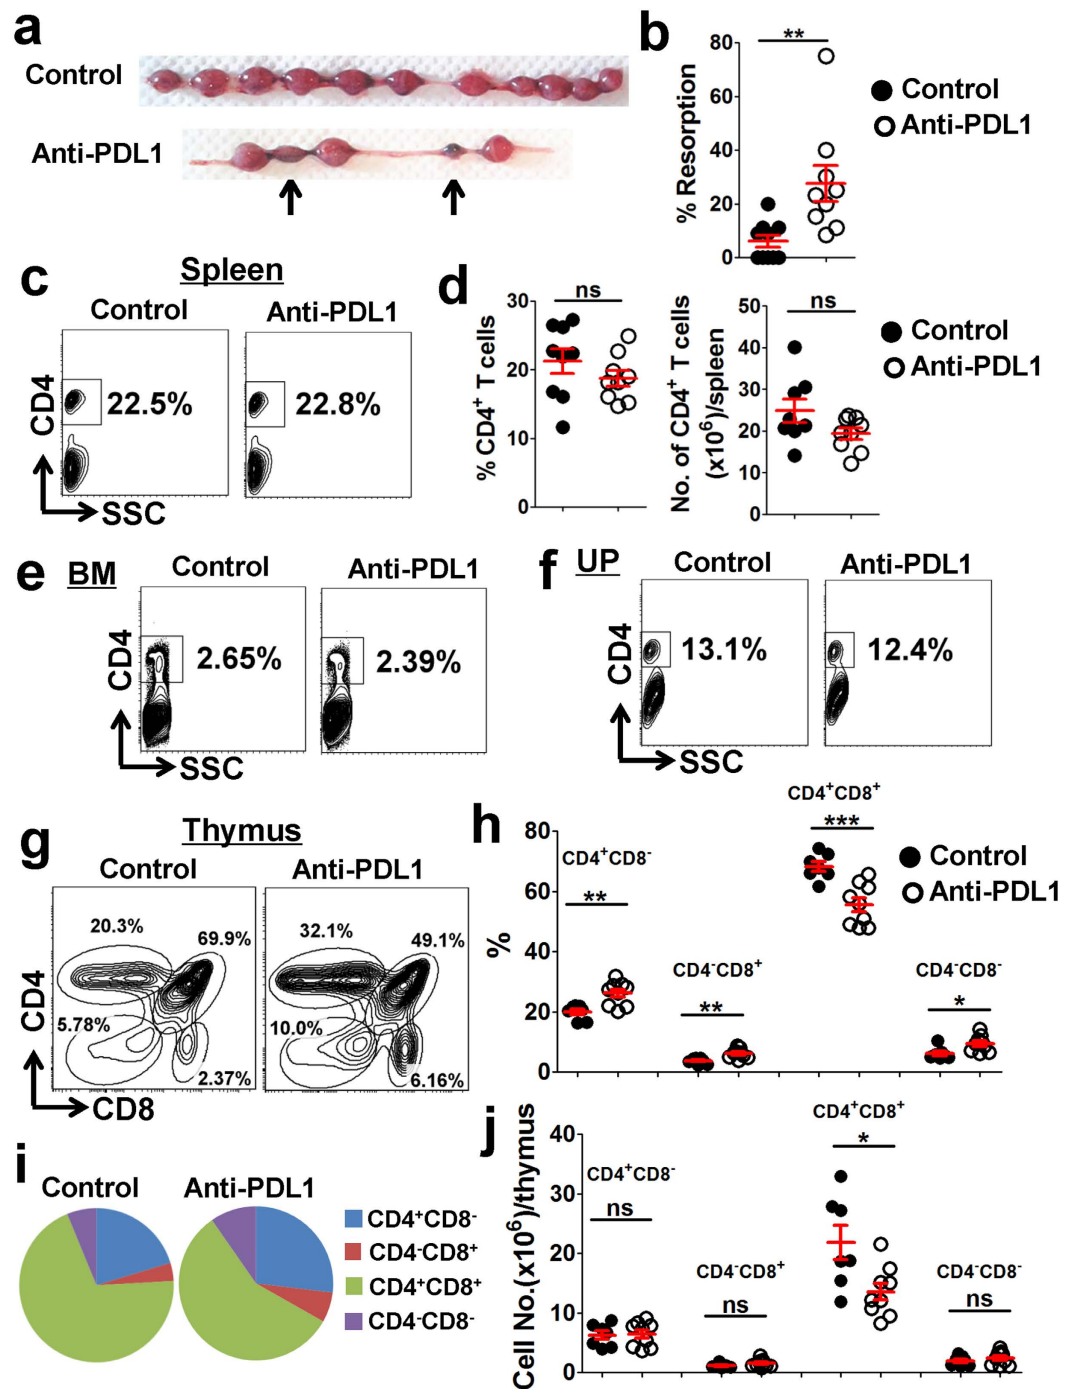 a
Control
Anti-PDL1
b
80
60
40
20
0
% Resorption
**
Control
Anti-PDL1
c
Spleen
Control
Anti-PDL1
CD4
22.5%
22.8%
SSC
d
30
20
10
0
% CD4⁺ T cells
ns
50
40
30
20
10
0
No. of CD4⁺ T cells
(x10⁶)/spleen
ns
Control
Anti-PDL1
e
BM
Control
Anti-PDL1
CD4
2.65%
2.39%
SSC
f
UP
Control
Anti-PDL1
CD4
13.1%
12.4%
SSC
g
Thymus
Control
Anti-PDL1
CD4
20.3%
69.9%
5.78%
2.37%
32.1%
49.1%
10.0%
6.16%
CD8
h
80
60
40
20
0
%
CD4⁺CD8⁻
**
CD4⁻CD8⁺
**
CD4⁺CD8⁺
***
CD4⁻CD8⁻
*
Control
Anti-PDL1
i
Control
Anti-PDL1
CD4⁺CD8⁻
CD4⁻CD8⁺
CD4⁺CD8⁺
CD4⁻CD8⁻
j
40
30
20
10
0
Cell No.(x10⁶)/thymus
CD4⁺CD8⁻
ns
CD4⁻CD8⁺
ns
CD4⁺CD8⁺
*
CD4⁻CD8⁻
ns